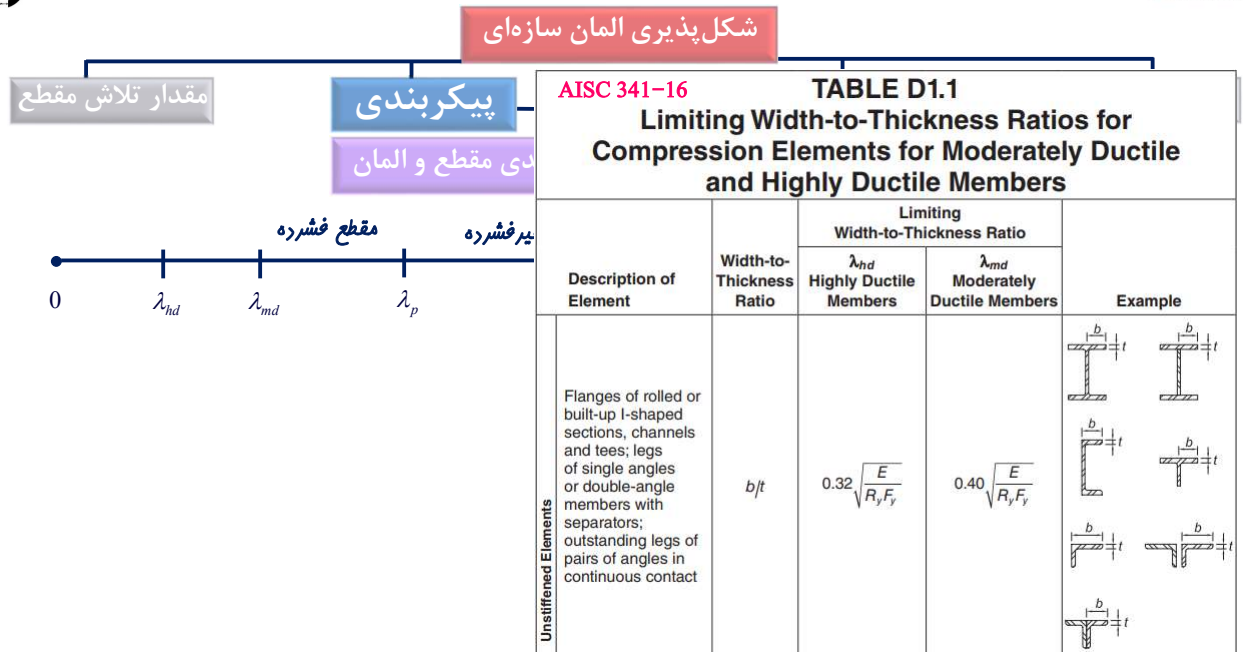 شکل‌پذیری المان سازه‌ای
مقدار تلاش مقطع
پیکربندی
دی مقطع و المان
مقطع فشرده
یرفشرده
0
λhd
λmd
λp
AISC 341-16
TABLE D1.1
Limiting Width-to-Thickness Ratios for
Compression Elements for Moderately Ductile
and Highly Ductile Members
Description of
Element
Width-to-
Thickness
Ratio
Limiting
Width-to-Thickness Ratio
λhd
Highly Ductile
Members
λmd
Moderately
Ductile Members
Example
Unstiffened Elements
Flanges of rolled or
built-up I-shaped
sections, channels
and tees; legs
of single angles
or double-angle
members with
separators;
outstanding legs of
pairs of angles in
continuous contact
b/t
0.32√(E/RyFy)
0.40√(E/RyFy)
b t b t
b t b t
b t b t
b t